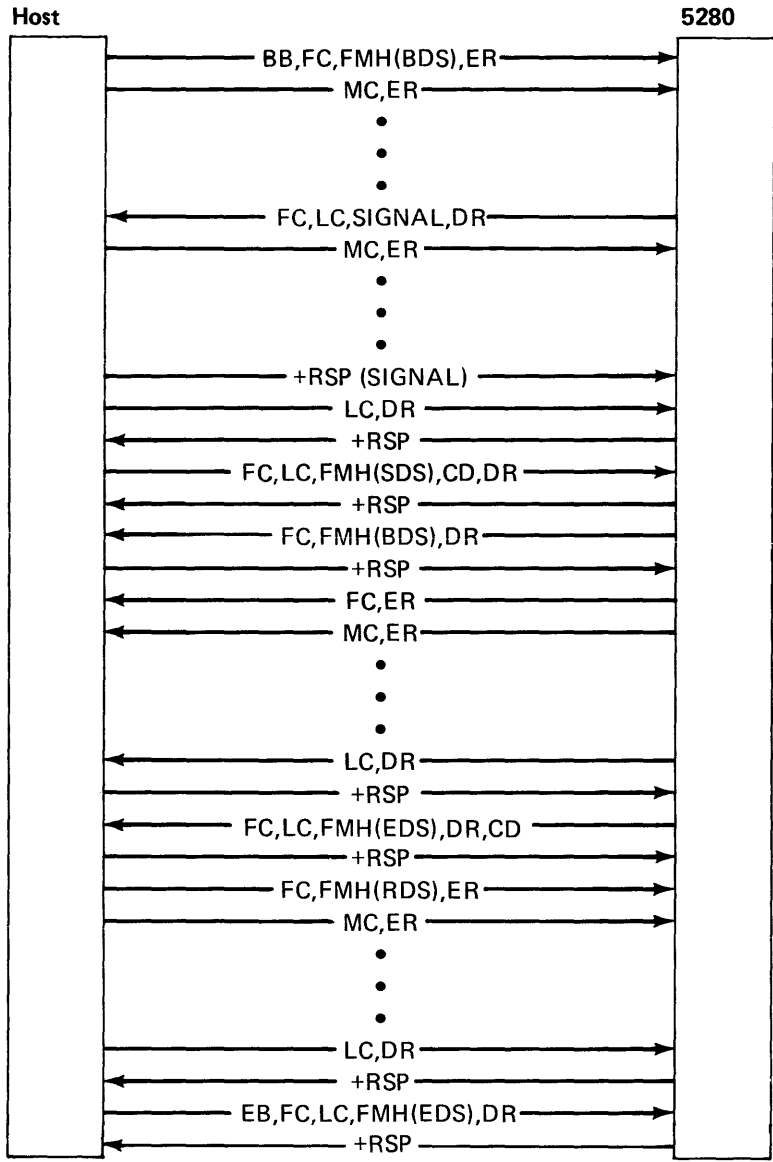 Host 5280
BB,FC,FMH(BDS),ER
MC,ER
FC,LC,SIGNAL,DR
MC,ER
+RSP (SIGNAL)
LC,DR
+RSP
FC,LC,FMH(SDS),CD,DR
+RSP
FC,FMH(BDS),DR
+RSP
FC,ER
MC,ER
LC,DR
+RSP
FC,LC,FMH(EDS),DR,CD
+RSP
FC,FMH(RDS),ER
MC,ER
LC,DR
+RSP
EB,FC,LC,FMH(EDS),DR
+RSP